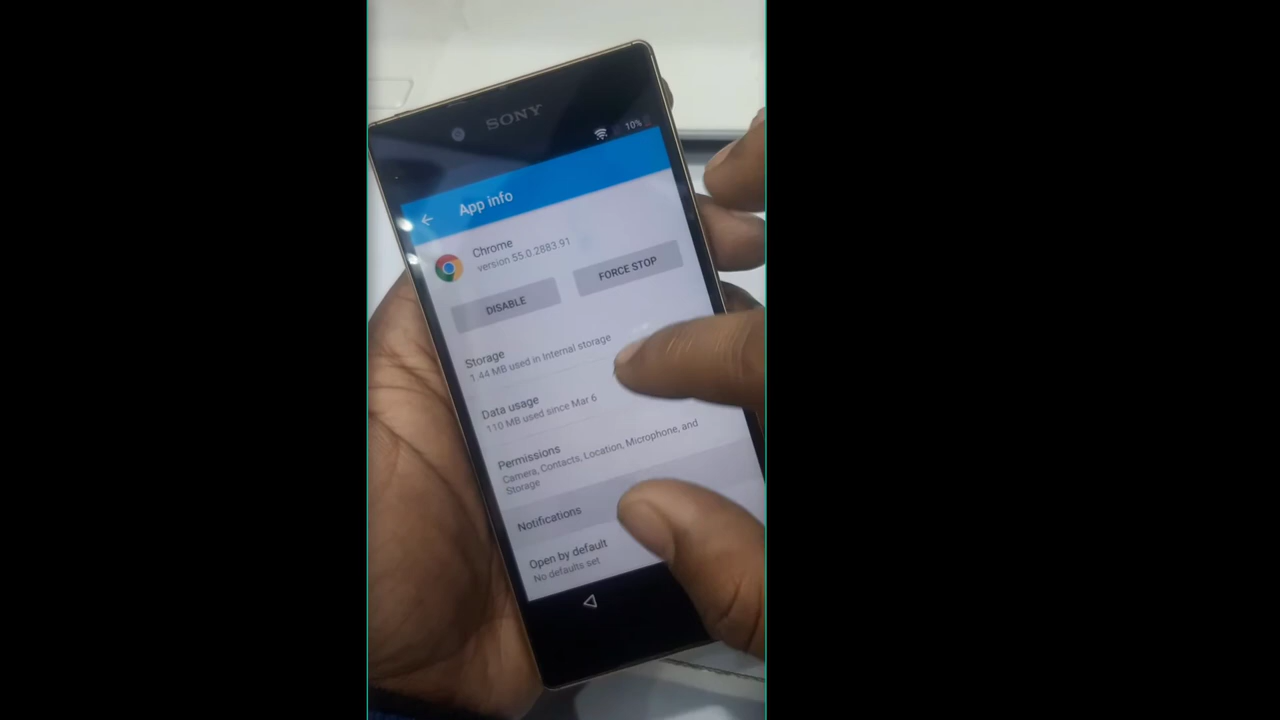 SONY
10%
App info
Chrome
version 55.0.2883.91
DISABLE
FORCE STOP
Storage
1.44 MB used in Internal storage
Data usage
110 MB used since Mar 6
Permissions
Camera, Contacts, Location, Microphone, and
Storage
Notifications
Open by default
No defaults set